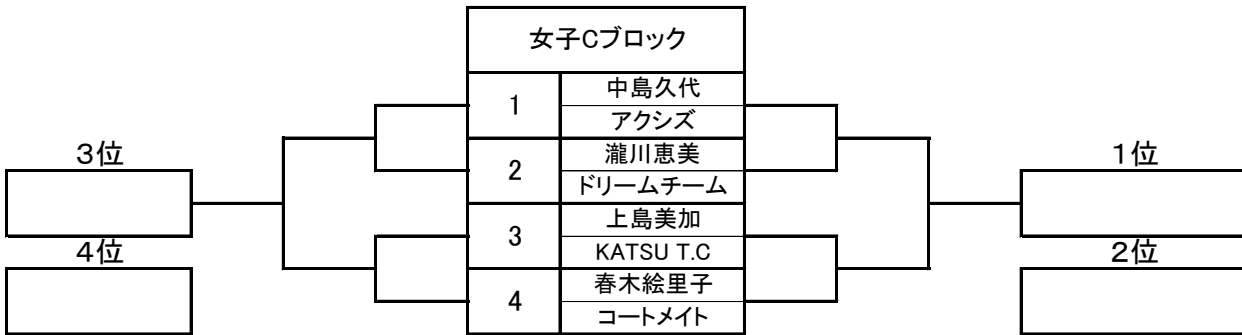 女子Cブロック
1
中島久代
アクシズ
2
瀧川恵美
ドリームチーム
3
上島美加
KATSU T.C
4
春木絵里子
コートメイト
3位
4位
1位
2位